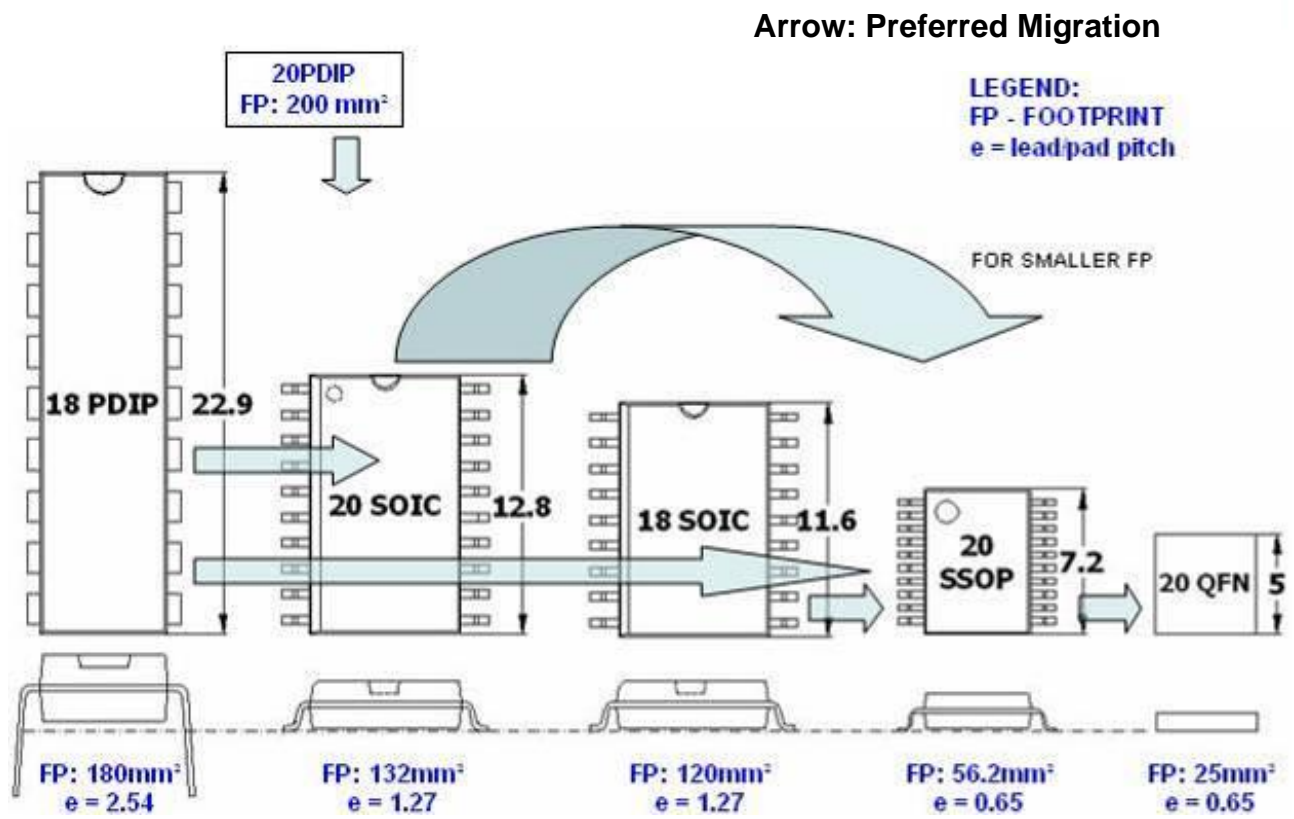 Arrow: Preferred Migration
20PDIP
FP: 200 mm²
LEGEND:
FP - FOOTPRINT
e = lead/pad pitch
FOR SMALLER FP
18 PDIP
22.9
20 SOIC
12.8
18 SOIC
11.6
20
SSOP
7.2
20 QFN
5
FP: 180mm²
e = 2.54
FP: 132mm²
e = 1.27
FP: 120mm²
e = 1.27
FP: 56.2mm²
e = 0.65
FP: 25mm²
e = 0.65